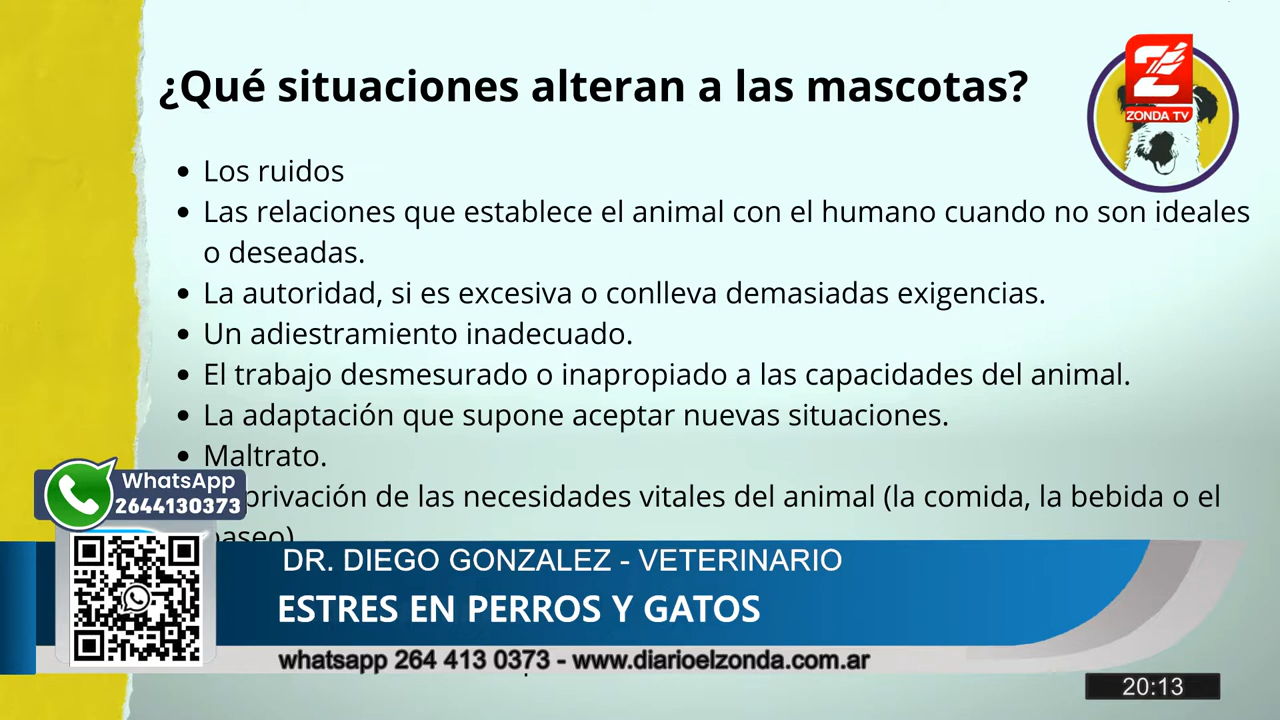 ¿Qué situaciones alteran a las mascotas?
ZONDA TV
Los ruidos
Las relaciones que establece el animal con el humano cuando no son ideales
o deseadas.
La autoridad, si es excesiva o conlleva demasiadas exigencias.
Un adiestramiento inadecuado.
El trabajo desmesurado o inapropiado a las capacidades del animal.
La adaptación que supone aceptar nuevas situaciones.
Maltrato.
privación de las necesidades vitales del animal (la comida, la bebida o el
paseo)
WhatsApp
2644130373
DR. DIEGO GONZALEZ - VETERINARIO
ESTRES EN PERROS Y GATOS
whatsapp 264 413 0373 - www.diarioelzonda.com.ar
20:13